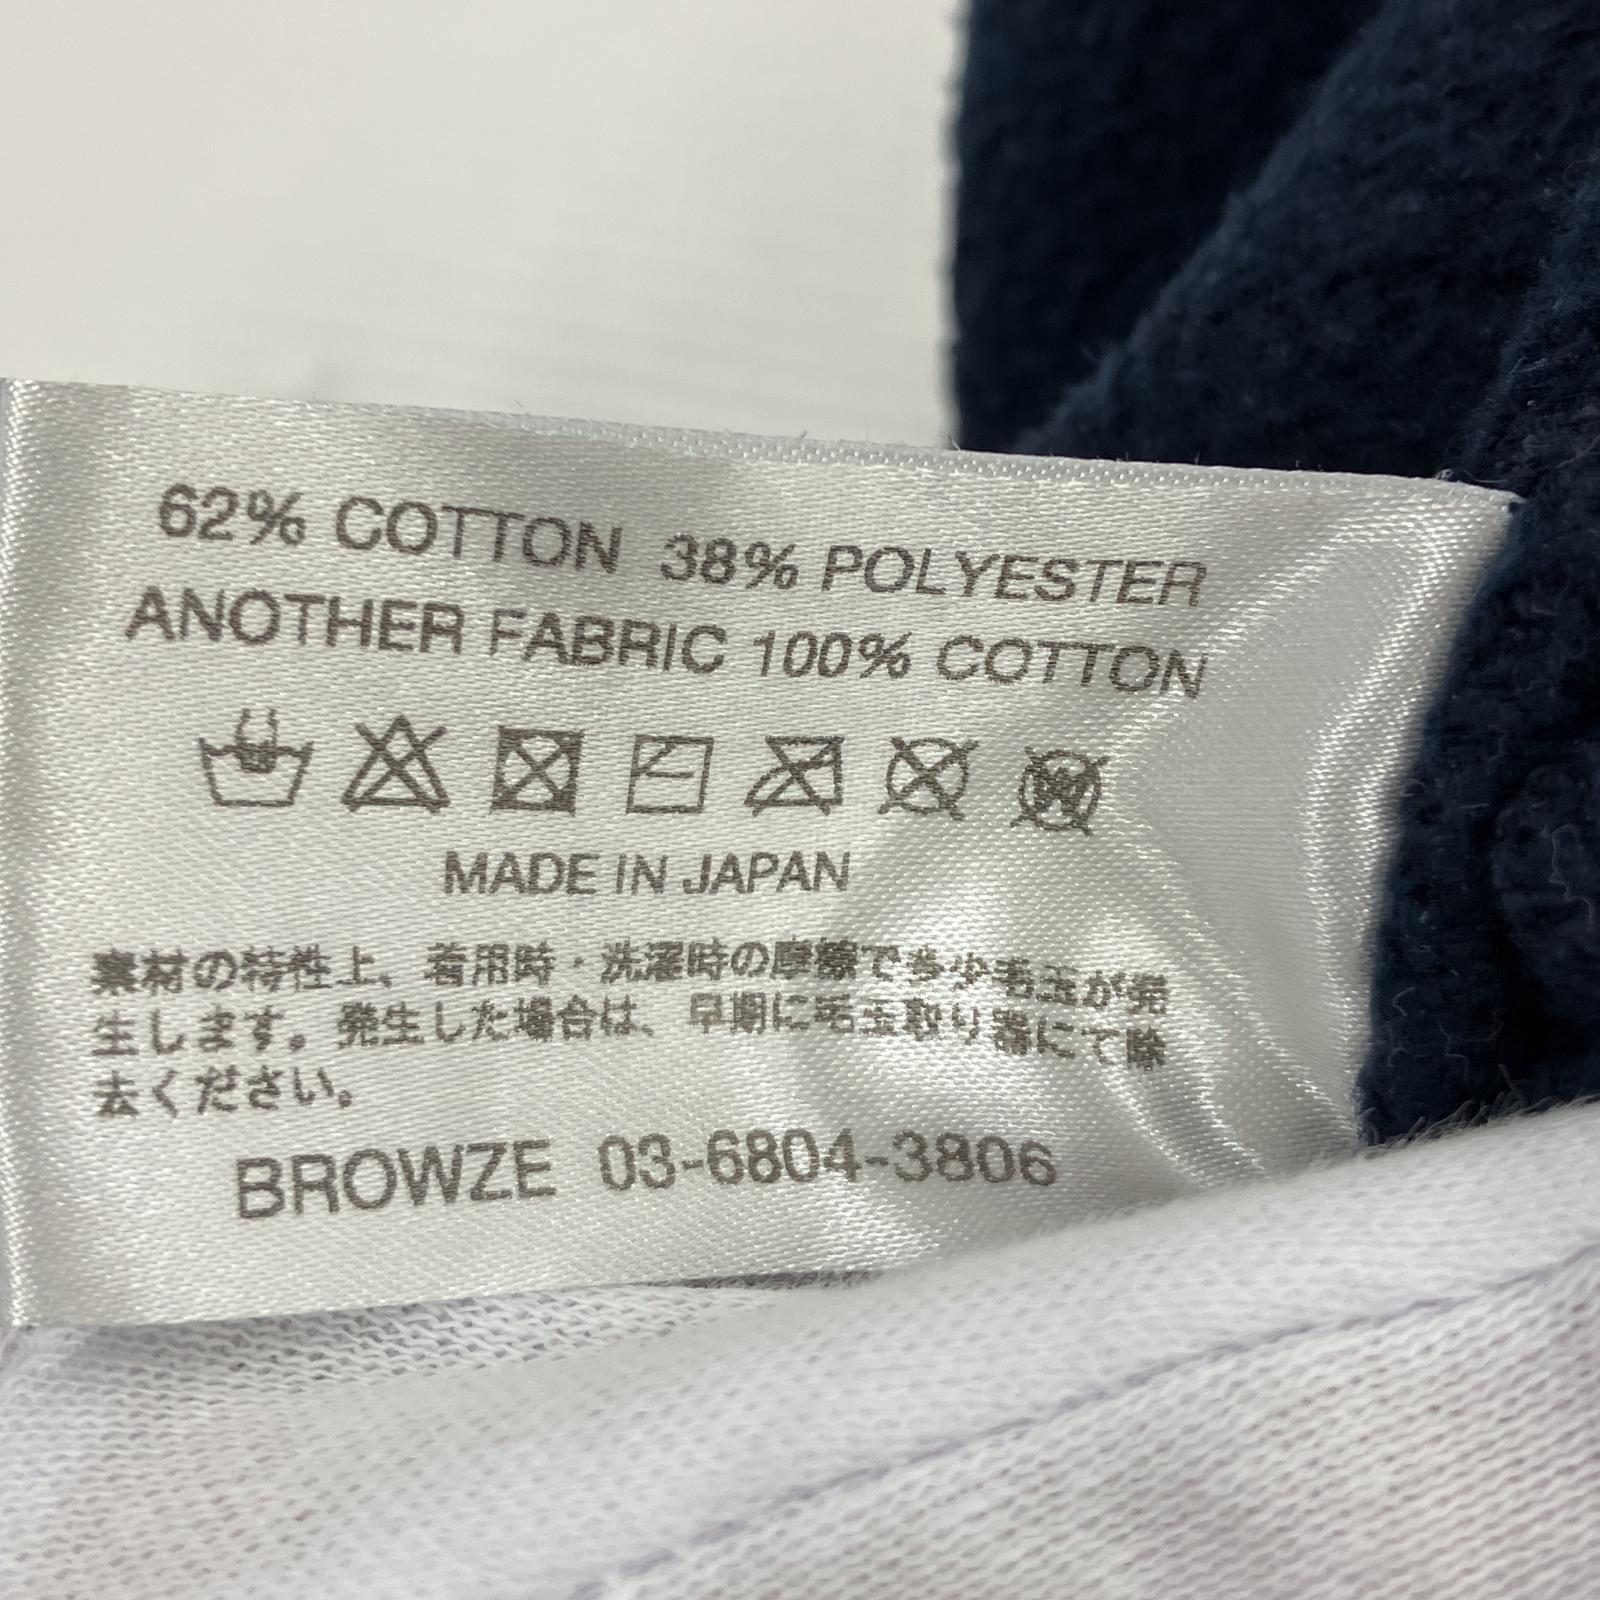 62% COTTON 38% POLYESTER
ANOTHER FABRIC 100% COTTON
MADE IN JAPAN
素材の特性上、着用時・洗濯時の摩擦で多少毛玉が発
生します。発生した場合は、早期に毛玉取り器にて除
去ください。
BROWZE 03-6804-3806